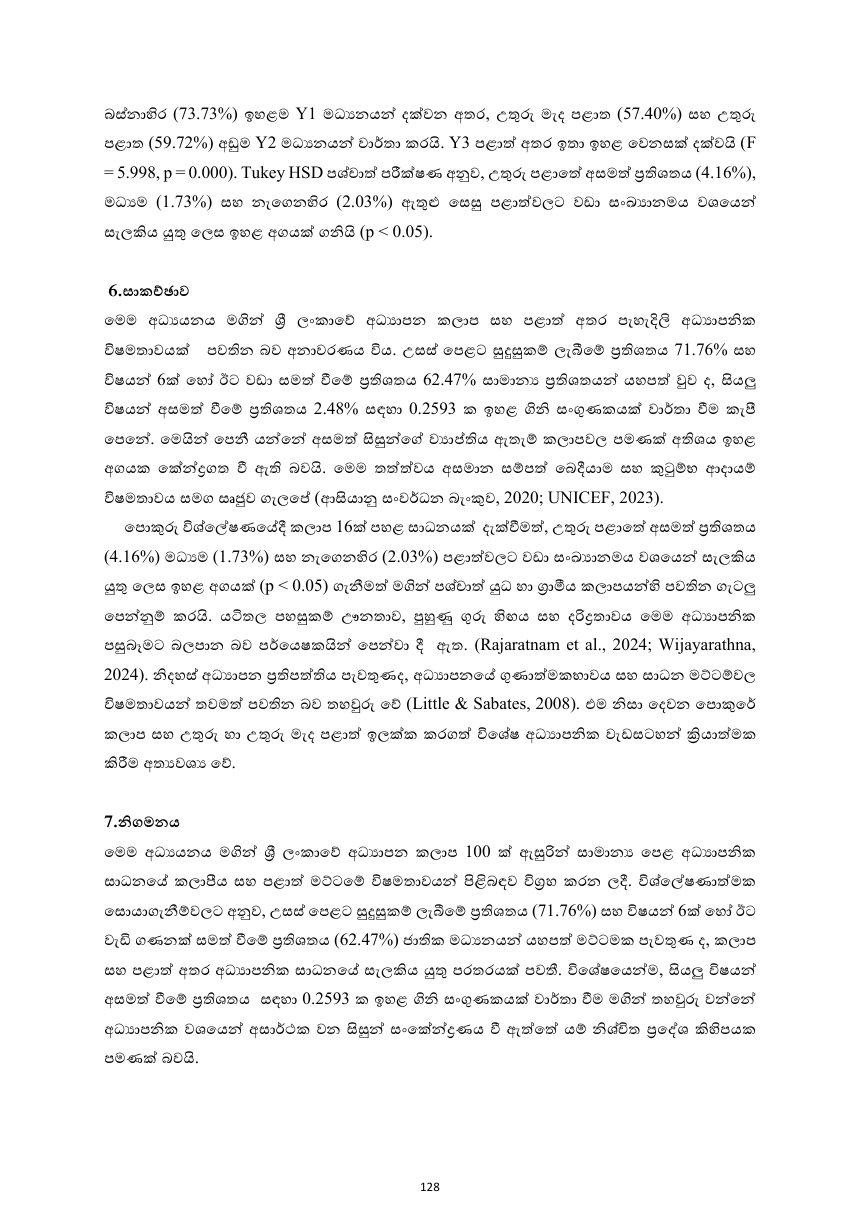 බස්නාහිර (73.73%) ඉහළම Y1 මධ්‍යනයන් දක්වන අතර, උතුරු මැද පළාත (57.40%) සහ උතුරු
පළාත (59.72%) අඩුම Y2 මධ්‍යනයන් වාර්තා කරයි. Y3 පළාත් අතර ඉතා ඉහළ වෙනසක් දක්වයි (F
= 5.998, p = 0.000). Tukey HSD පශ්චාත් පරීක්ෂණ අනුව, උතුරු පළාතේ අසමත් ප්‍රතිශතය (4.16%),
මධ්‍යම (1.73%) සහ නැගෙනහිර (2.03%) ඇතුළු සෙසු පළාත්වලට වඩා සංඛ්‍යානමය වශයෙන්
සැලකිය යුතු ලෙස ඉහළ අගයක් ගනියි (p < 0.05).
6.සාකච්ඡාව
මෙම අධ්‍යයනය මගින් ශ්‍රී ලංකාවේ අධ්‍යාපන කලාප සහ පළාත් අතර පැහැදිලි අධ්‍යාපනික
විෂමතාවයක් පවතින බව අනාවරණය විය. උසස් පෙළට සුදුසුකම් ලැබීමේ ප්‍රතිශතය 71.76% සහ
විෂයන් 6ක් හෝ ඊට වඩා සමත් වීමේ ප්‍රතිශතය 62.47% සාමාන්‍ය ප්‍රතිශතයන් යහපත් වුව ද, සියලු
විෂයන් අසමත් වීමේ ප්‍රතිශතය 2.48% සඳහා 0.2593 ක ඉහළ ගිනි සංගුණකයක් වාර්තා වීම කැපී
පෙනේ. මෙයින් පෙනී යන්නේ අසමත් සිසුන්ගේ ව්‍යාප්තිය ඇතැම් කලාපවල පමණක් අතිශය ඉහළ
අගයක කේන්ද්‍රගත වී ඇති බවයි. මෙම තත්ත්වය අසමාන සම්පත් බෙදීයාම සහ කුටුම්භ ආදායම්
විෂමතාවය සමග සෘජුව ගැලපේ (ආසියානු සංවර්ධන බැංකුව, 2020; UNICEF, 2023).
පොකුරු විශ්ලේෂණයේදී කලාප 16ක් පහළ සාධනයක් දැක්වීමත්, උතුරු පළාතේ අසමත් ප්‍රතිශතය
(4.16%) මධ්‍යම (1.73%) සහ නැගෙනහිර (2.03%) පළාත්වලට වඩා සංඛ්‍යානමය වශයෙන් සැලකිය
යුතු ලෙස ඉහළ අගයක් (p < 0.05) ගැනීමත් මගින් පශ්චාත් යුධ හා ග්‍රාමීය කලාපයන්හි පවතින ගැටලු
පෙන්නුම් කරයි. යටිතල පහසුකම් ඌනතාව, පුහුණු ගුරු හිඟය සහ දරිද්‍රතාවය මෙම අධ්‍යාපනික
පසුබෑමට බලපාන බව පර්යේෂකයින් පෙන්වා දී ඇත. (Rajaratnam et al., 2024; Wijayarathna,
2024). නිදහස් අධ්‍යාපන ප්‍රතිපත්තිය පැවතුණද, අධ්‍යාපනයේ ගුණාත්මකභාවය සහ සාධන මට්ටම්වල
විෂමතාවයන් තවමත් පවතින බව තහවුරු වේ (Little & Sabates, 2008). එම නිසා දෙවන පොකුරේ
කලාප සහ උතුරු හා උතුරු මැද පළාත් ඉලක්ක කරගත් විශේෂ අධ්‍යාපනික වැඩසටහන් ක්‍රියාත්මක
කිරීම අත්‍යවශ්‍ය වේ.
7.නිගමනය
මෙම අධ්‍යයනය මගින් ශ්‍රී ලංකාවේ අධ්‍යාපන කලාප 100 ක් ඇසුරින් සාමාන්‍ය පෙළ අධ්‍යාපනික
සාධනයේ කලාපීය සහ පළාත් මට්ටමේ විෂමතාවයන් පිළිබඳව විග්‍රහ කරන ලදී. විශ්ලේෂණාත්මක
සොයාගැනීම්වලට අනුව, උසස් පෙළට සුදුසුකම් ලැබීමේ ප්‍රතිශතය (71.76%) සහ විෂයන් 6ක් හෝ ඊට
වැඩි ගණනක් සමත් වීමේ ප්‍රතිශතය (62.47%) ජාතික මධ්‍යනයන් යහපත් මට්ටමක පැවතුණ ද, කලාප
සහ පළාත් අතර අධ්‍යාපනික සාධනයේ සැලකිය යුතු පරතරයක් පවතී. විශේෂයෙන්ම, සියලු විෂයන්
අසමත් වීමේ ප්‍රතිශතය සඳහා 0.2593 ක ඉහළ ගිනි සංගුණකයක් වාර්තා වීම මගින් තහවුරු වන්නේ
අධ්‍යාපනික වශයෙන් අසාර්ථක වන සිසුන් සංකේන්ද්‍රණය වී ඇත්තේ යම් නිශ්චිත ප්‍රදේශ කිහිපයක
පමණක් බවයි.
128